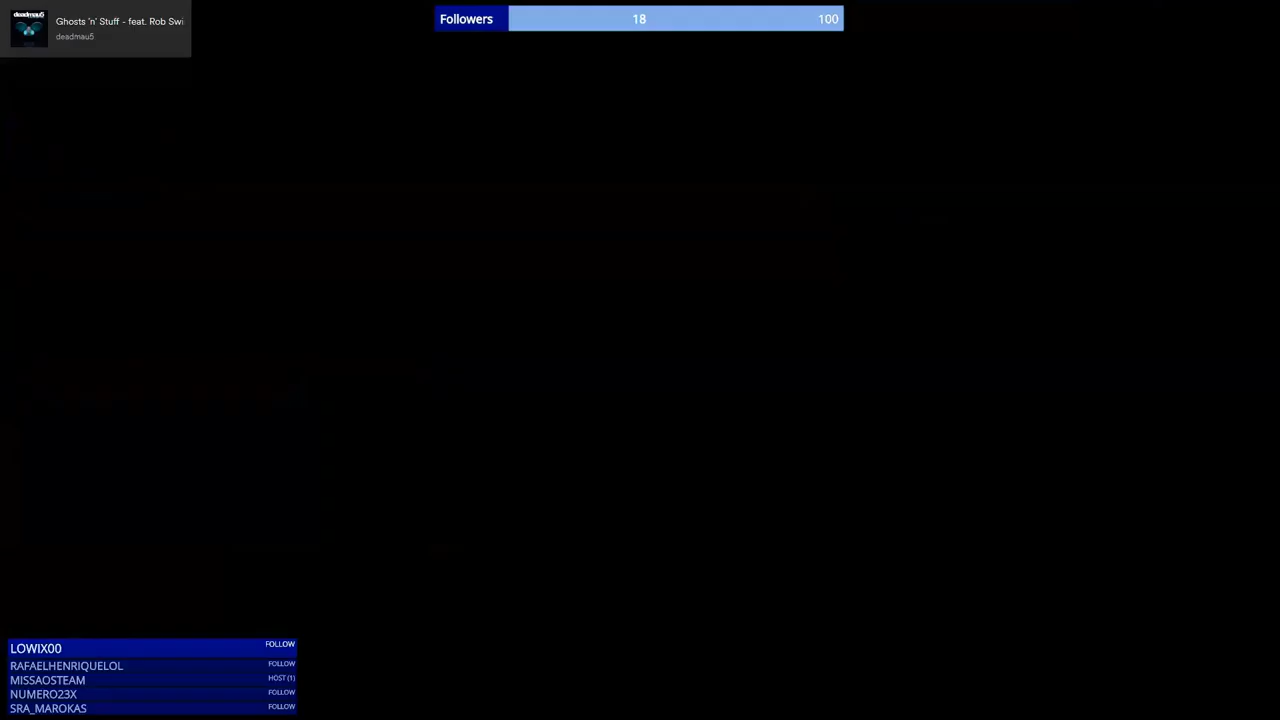 deadmau5
Ghosts 'n' Stuff - feat. Rob Swi
deadmau5
Followers 18 100
LOWIX00 FOLLOW
RAFAELHENRIQUELOL FOLLOW
MISSAOSTEAM HOST (1)
NUMERO23X FOLLOW
SRA_MAROKAS FOLLOW